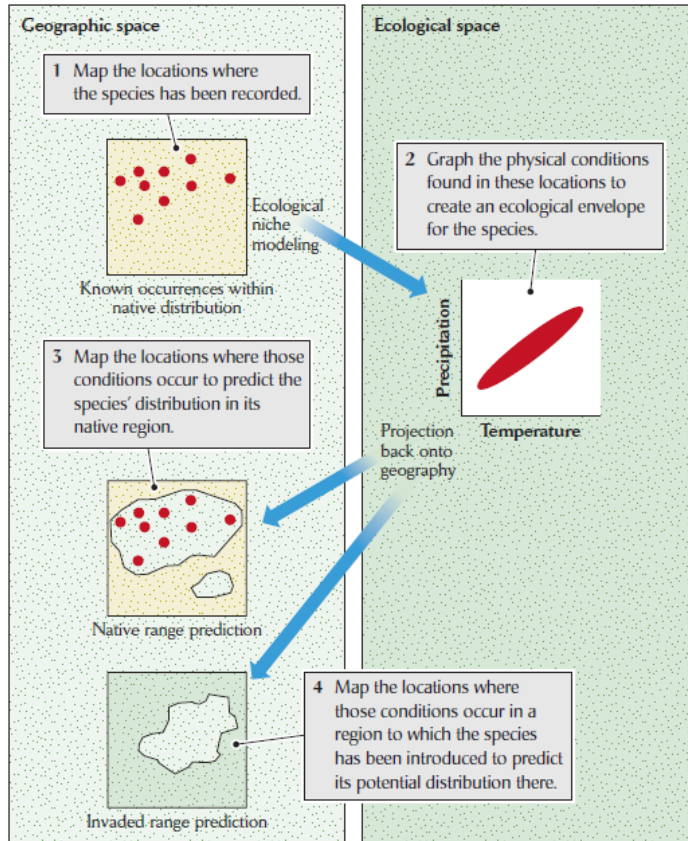 Geographic space
Ecological space
1 Map the locations where
the species has been recorded.
2 Graph the physical conditions
found in these locations to
create an ecological envelope
for the species.
Ecological
niche
modeling
Known occurrences within
native distribution
Precipitation
Temperature
3 Map the locations where those
conditions occur to predict the
species’ distribution in its
native region.
Projection
back onto
geography
Native range prediction
4 Map the locations where
those conditions occur in a
region to which the species
has been introduced to predict
its potential distribution there.
Invaded range prediction